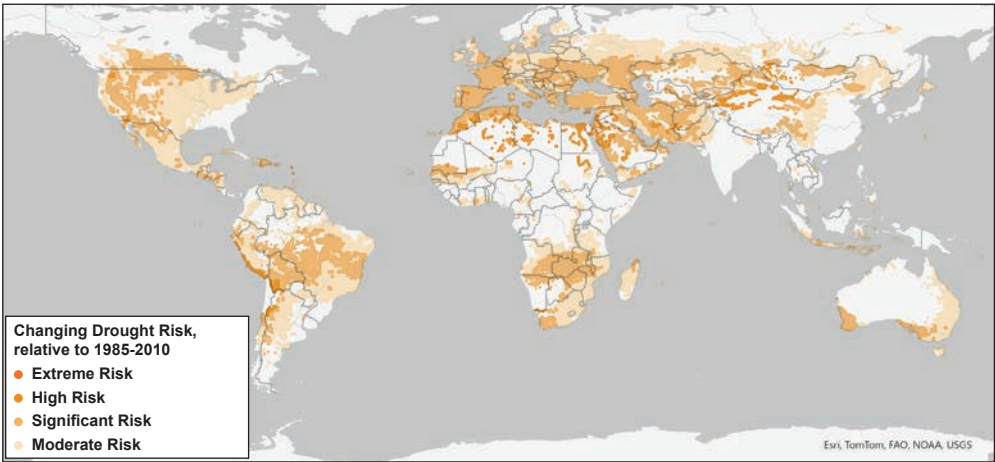 Changing Drought Risk,
relative to 1985-2010
Extreme Risk
High Risk
Significant Risk
Moderate Risk
Esri, TomTom, FAO, NOAA, USGS